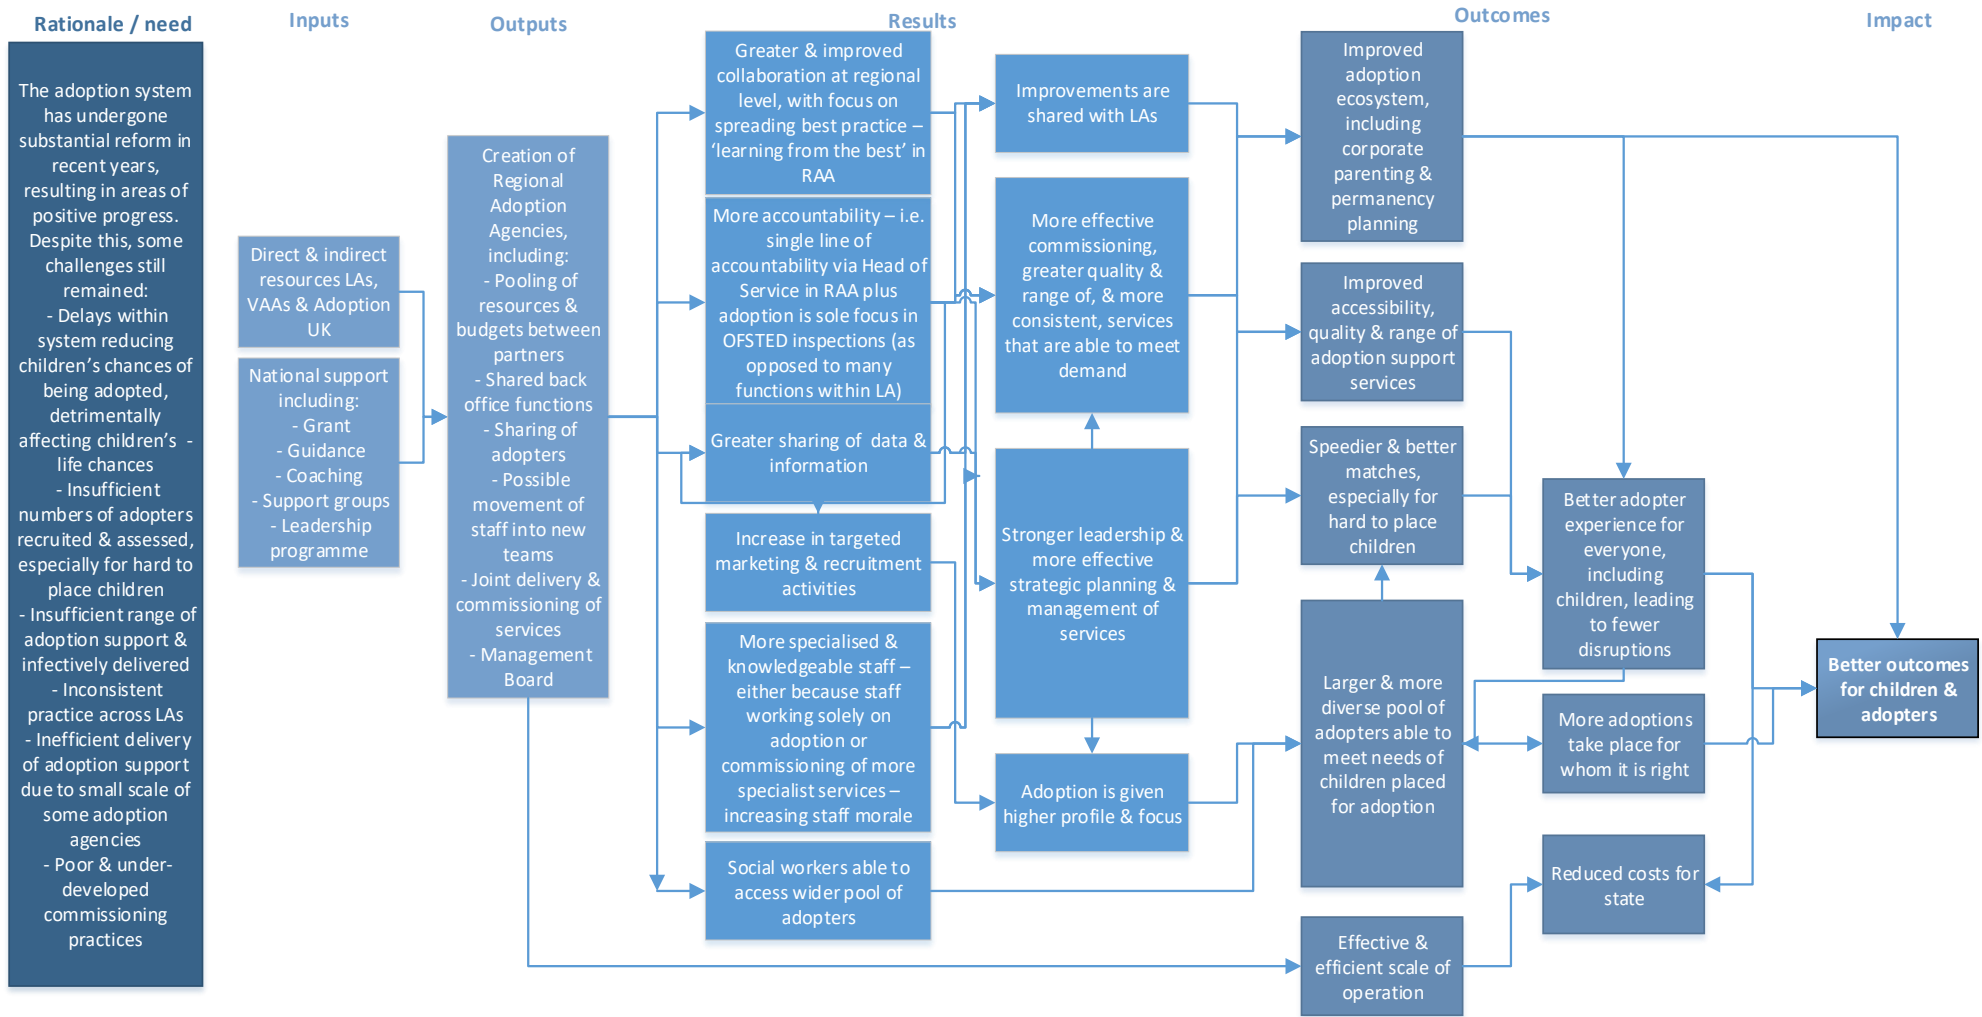 Rationale / need
Inputs
Outputs
Results
Outcomes
Impact
The adoption system
has undergone
substantial reform in
recent years,
resulting in areas of
positive progress.
Despite this, some
challenges still
remained:
- Delays within
system reducing
children’s chances of
being adopted,
detrimentally
affecting children’s -
life chances
- Insufficient
numbers of adopters
recruited & assessed,
especially for hard to
place children
- Insufficient range of
adoption support &
infectively delivered
- Inconsistent
practice across LAs
- Inefficient delivery
of adoption support
due to small scale of
some adoption
agencies
- Poor & under-
developed
commissioning
practices
Direct & indirect
resources LAs,
VAAs & Adoption
UK
National support
including:
- Grant
- Guidance
- Coaching
- Support groups
- Leadership
programme
Creation of
Regional
Adoption
Agencies,
including:
- Pooling of
resources &
budgets between
partners
- Shared back
office functions
- Sharing of
adopters
- Possible
movement of
staff into new
teams
- Joint delivery &
commissioning of
services
- Management
Board
Greater & improved
collaboration at regional
level, with focus on
spreading best practice –
‘learning from the best’ in
RAA
More accountability – i.e.
single line of
accountability via Head of
Service in RAA plus
adoption is sole focus in
OFSTED inspections (as
opposed to many
functions within LA)
Greater sharing of data &
information
Increase in targeted
marketing & recruitment
activities
More specialised &
knowledgeable staff –
either because staff
working solely on
adoption or
commissioning of more
specialist services –
increasing staff morale
Social workers able to
access wider pool of
adopters
Improvements are
shared with LAs
More effective
commissioning,
greater quality &
range of, & more
consistent, services
that are able to meet
demand
Stronger leadership &
more effective
strategic planning &
management of
services
Adoption is given
higher profile & focus
Improved
adoption
ecosystem,
including
corporate
parenting &
permanency
planning
Improved
accessibility,
quality & range of
adoption support
services
Speedier & better
matches,
especially for
hard to place
children
Larger & more
diverse pool of
adopters able to
meet needs of
children placed
for adoption
Effective &
efficient scale of
operation
Better adopter
experience for
everyone,
including
children, leading
to fewer
disruptions
More adoptions
take place for
whom it is right
Reduced costs for
state
Better outcomes
for children &
adopters